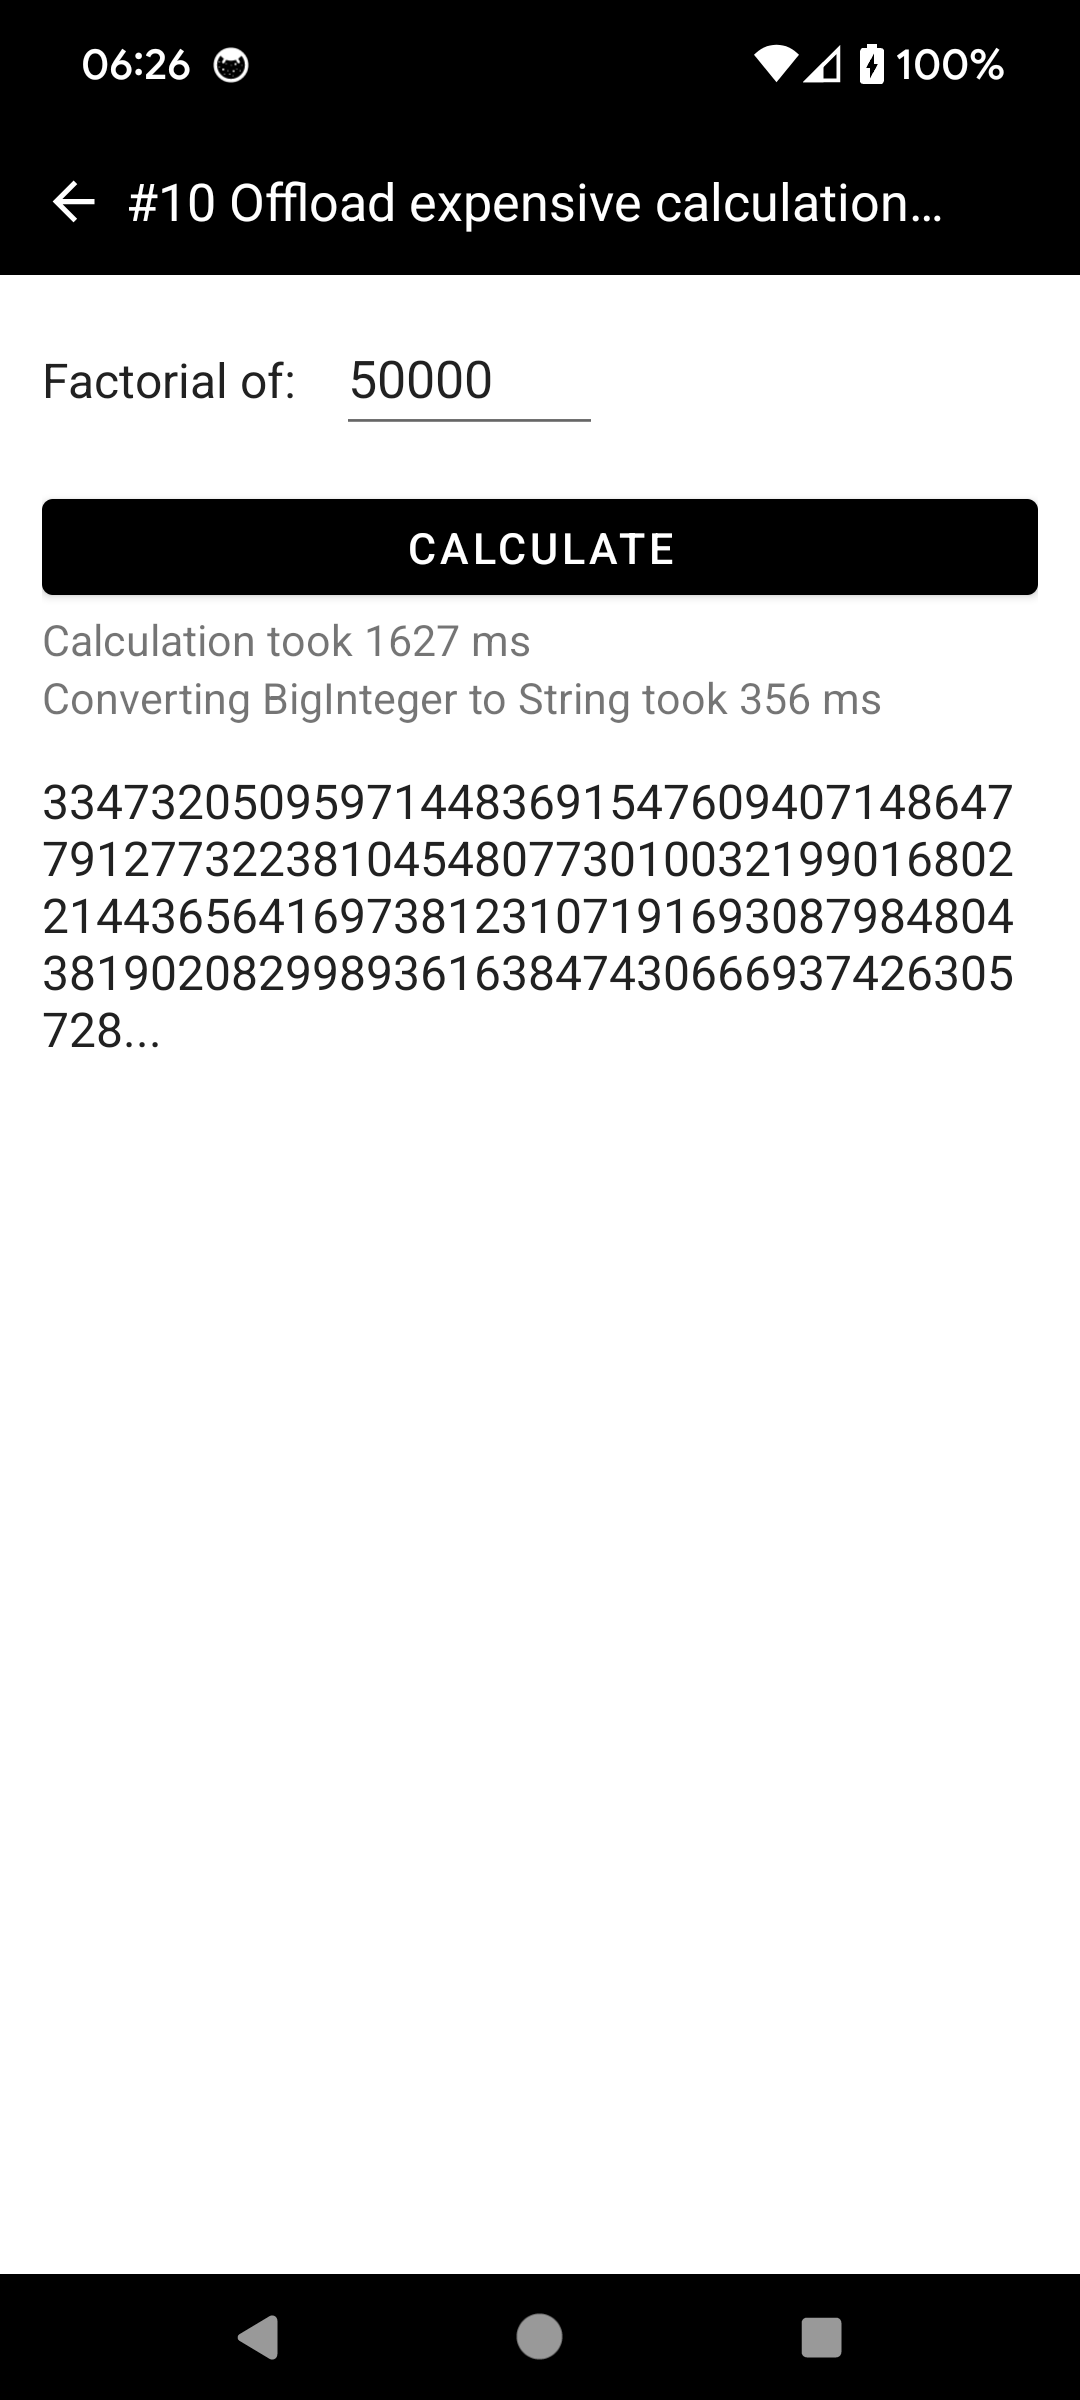 06:26
100%
#10 Offload expensive calculation...
Factorial of: 50000
CALCULATE
Calculation took 1627 ms
Converting BigInteger to String took 356 ms
334732050959714483691547609407148647
791277322381045480773010032199016802
214436564169738123107191693087984804
381902082998936163847430666937426305
728...